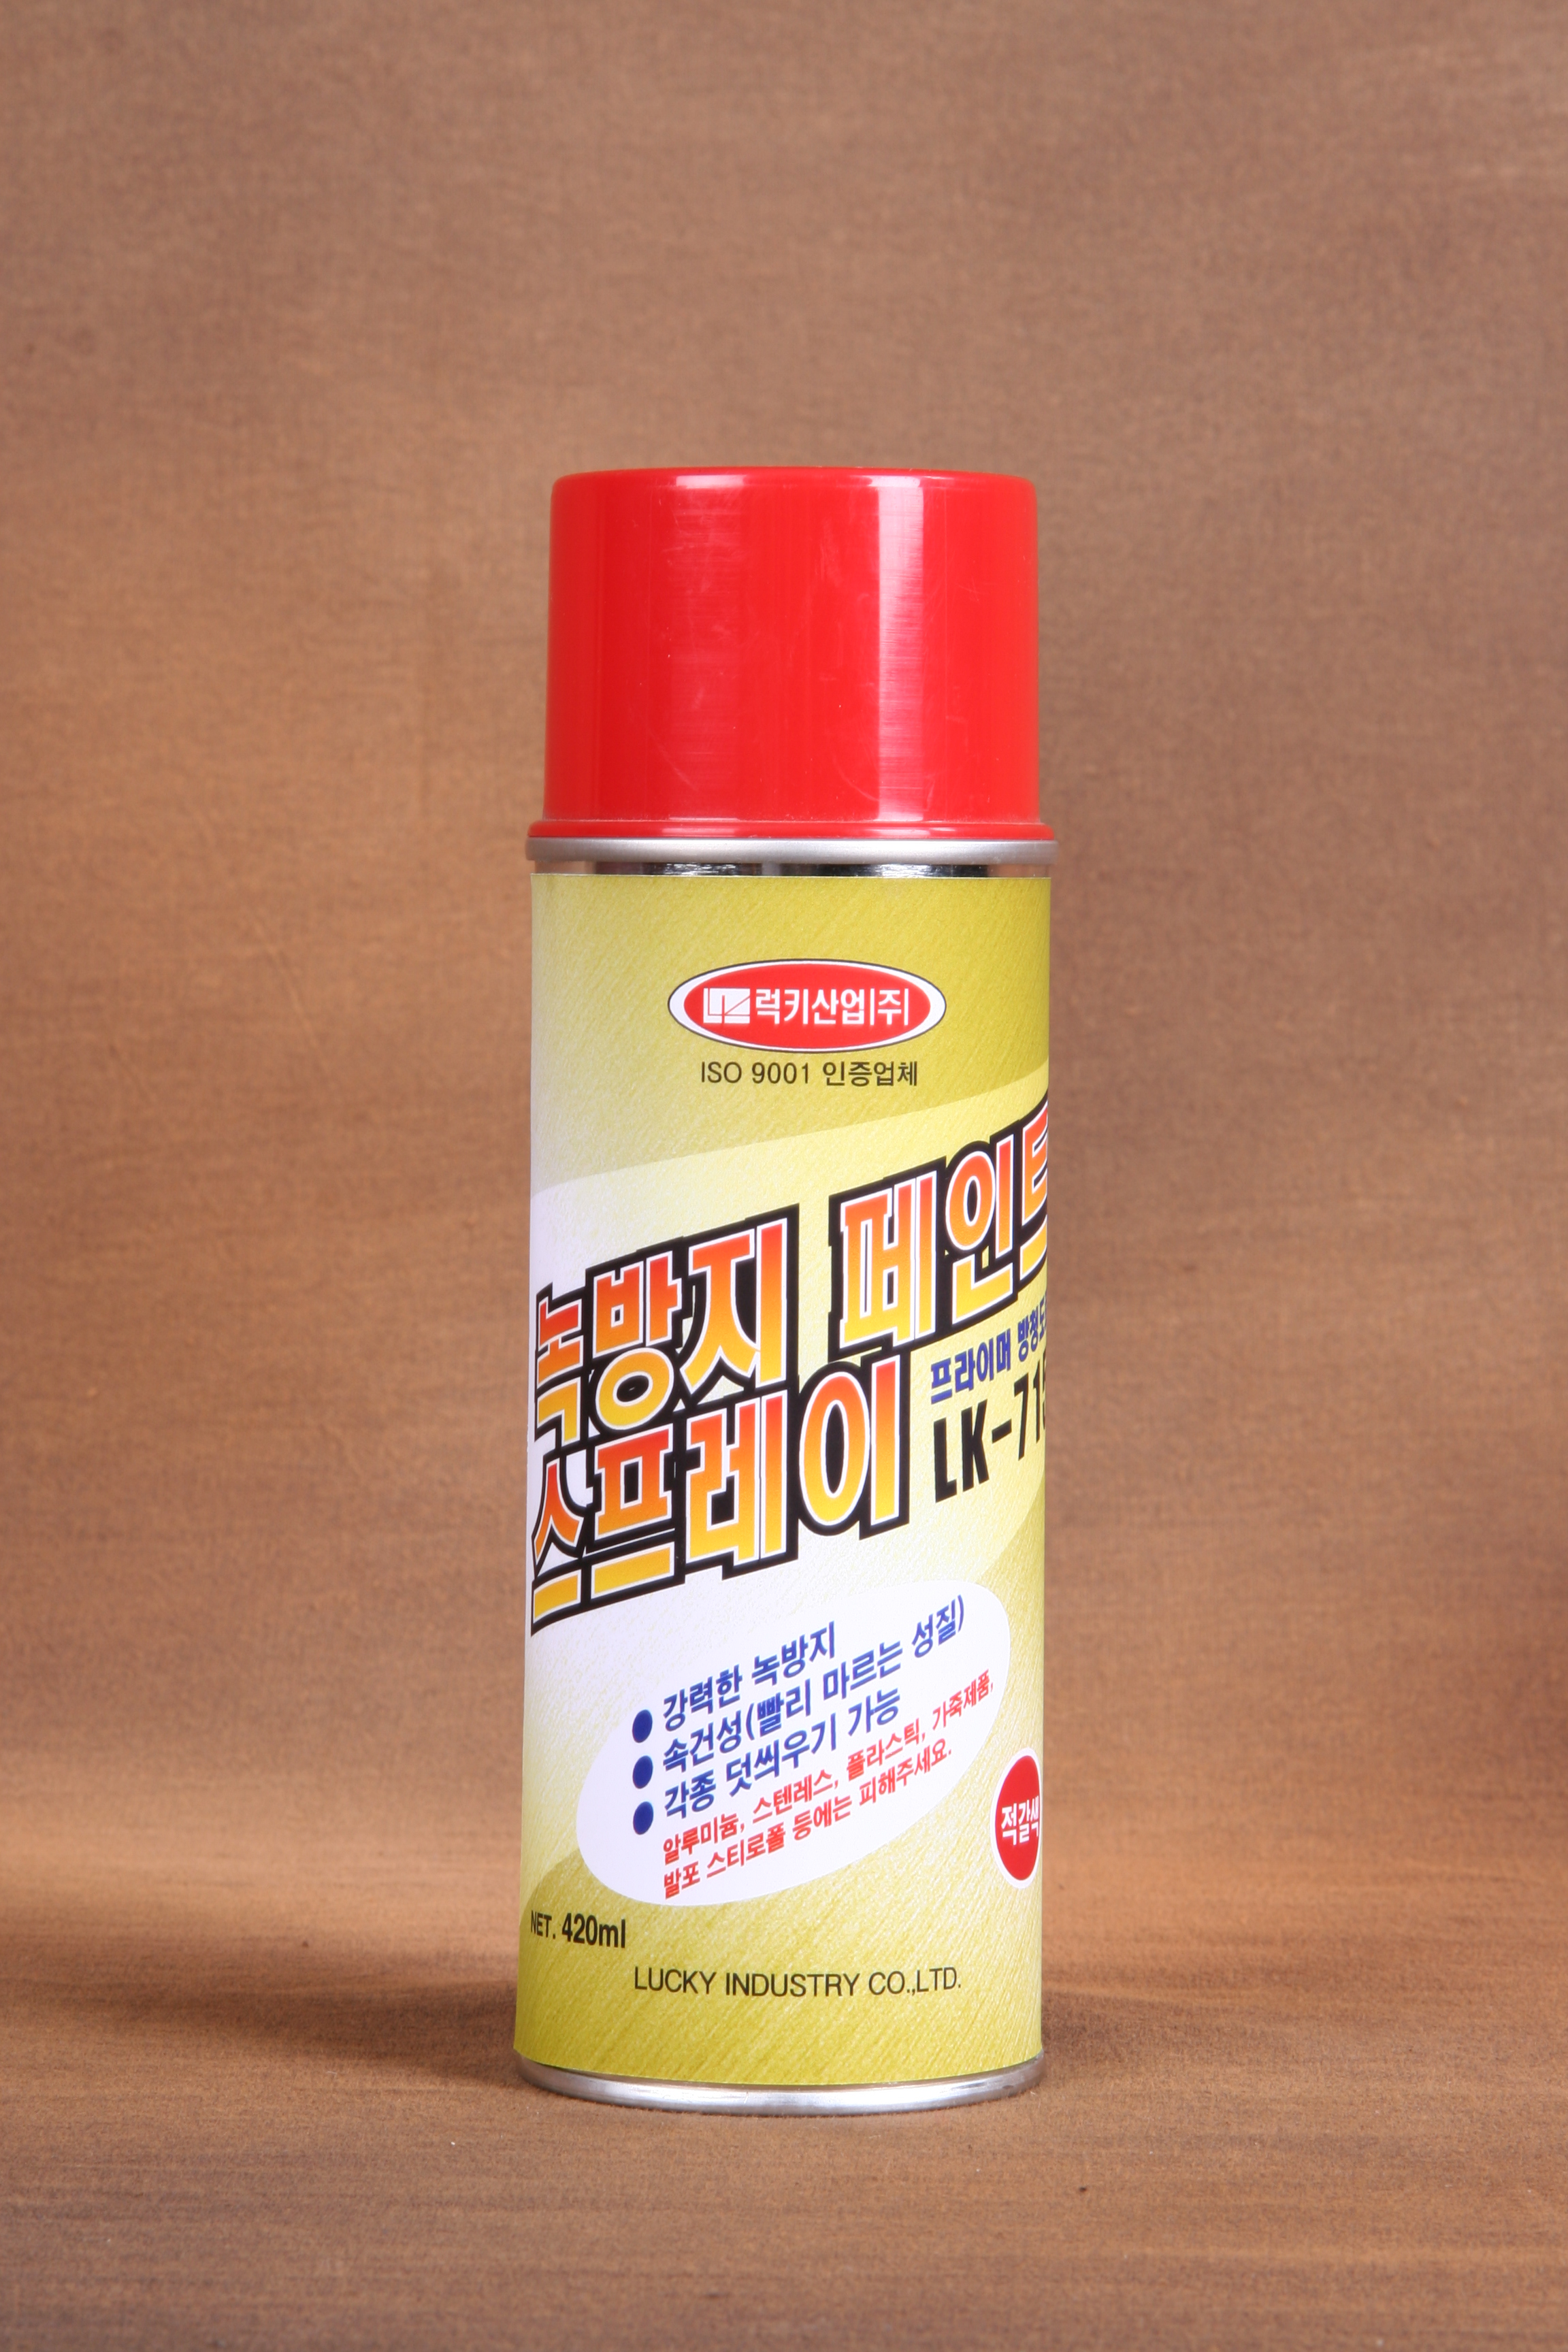 럭키산업(주)
ISO 9001 인증업체
녹방지 페인트
스프레이
프라이머 방청도
LK-715
● 강력한 녹방지
● 속건성(빨리 마르는 성질)
● 각종 덧씌우기 가능
알루미늄, 스텐레스, 플라스틱, 가죽제품,
발포 스티로폴 등에는 피해주세요.
적갈색
NET. 420ml
LUCKY INDUSTRY CO.,LTD.